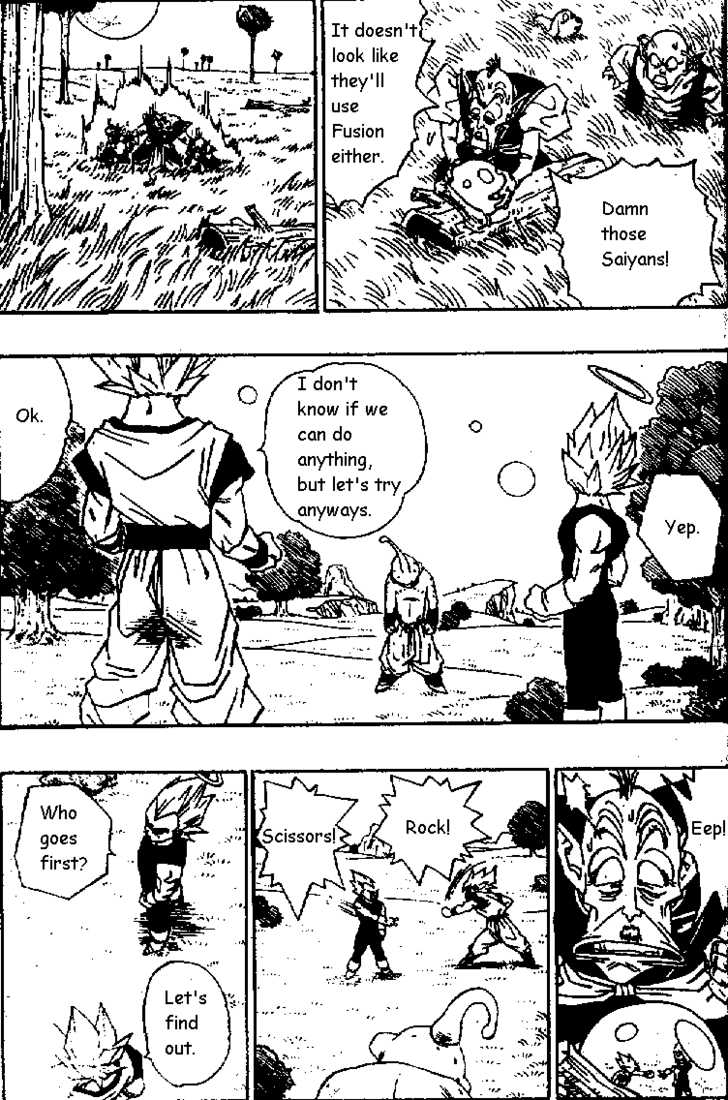 It doesn't
look like
they'll
use
Fusion
either.
Damn
those
Saiyans!
Ok.
I don't
know if we
can do
anything,
but let's try
anyways.
Yep.
Who
goes
first?
Let's
find
out.
Scissors!
Rock!
Eep!